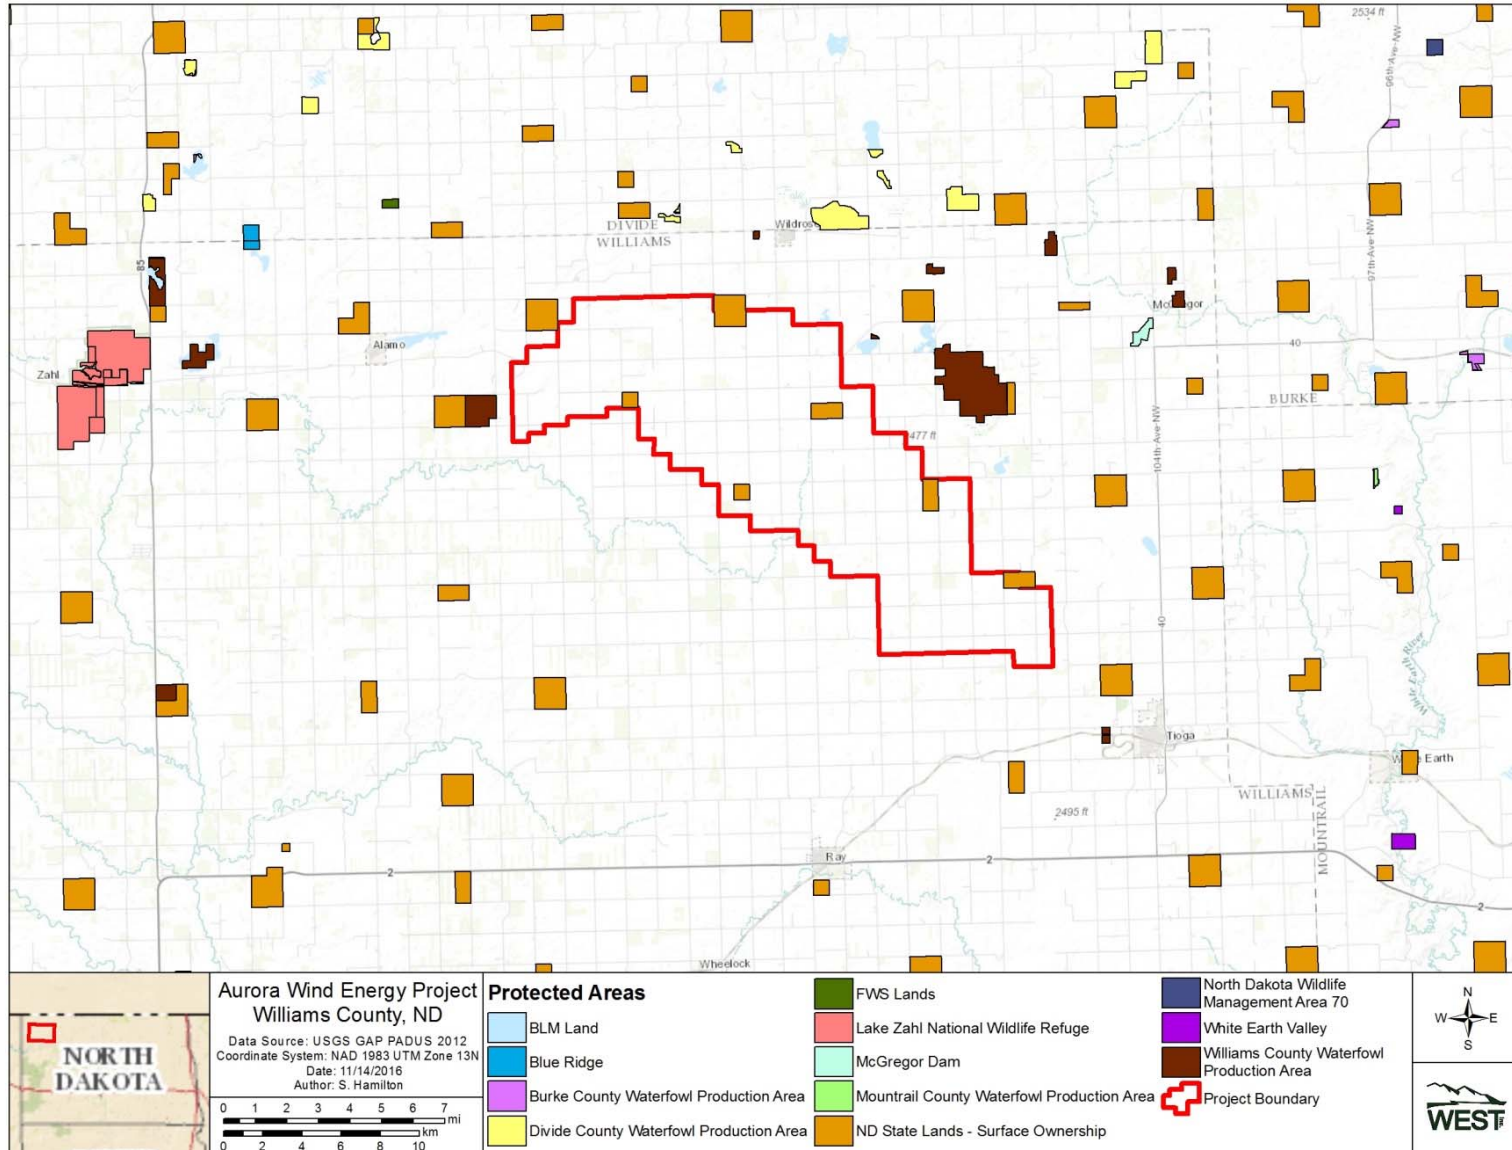 2534 ft
96th Ave NW
DIVIDE
WILLIAMS
Wildrose
85
97th Ave NW
McGregor
Alamo
40
Zahl
BURKE
477 ft
104th Ave NW
40
White Earth River
Tioga
Earth
WILLIAMS
MOUNTRAIL
2495 ft
Ray
2
2
2
Wheelock
NORTH
DAKOTA
Aurora Wind Energy Project
Williams County, ND
Data Source: USGS GAP PADUS 2012
Coordinate System: NAD 1983 UTM Zone 13N
Date: 11/14/2016
Author: S. Hamilton
0 1 2 3 4 5 6 7
mi
km
0 2 4 6 8 10
Protected Areas
BLM Land
Blue Ridge
Burke County Waterfowl Production Area
Divide County Waterfowl Production Area
FWS Lands
Lake Zahl National Wildlife Refuge
McGregor Dam
Mountrail County Waterfowl Production Area
ND State Lands - Surface Ownership
North Dakota Wildlife
Management Area 70
White Earth Valley
Williams County Waterfowl
Production Area
Project Boundary
N
W E
S
WEST